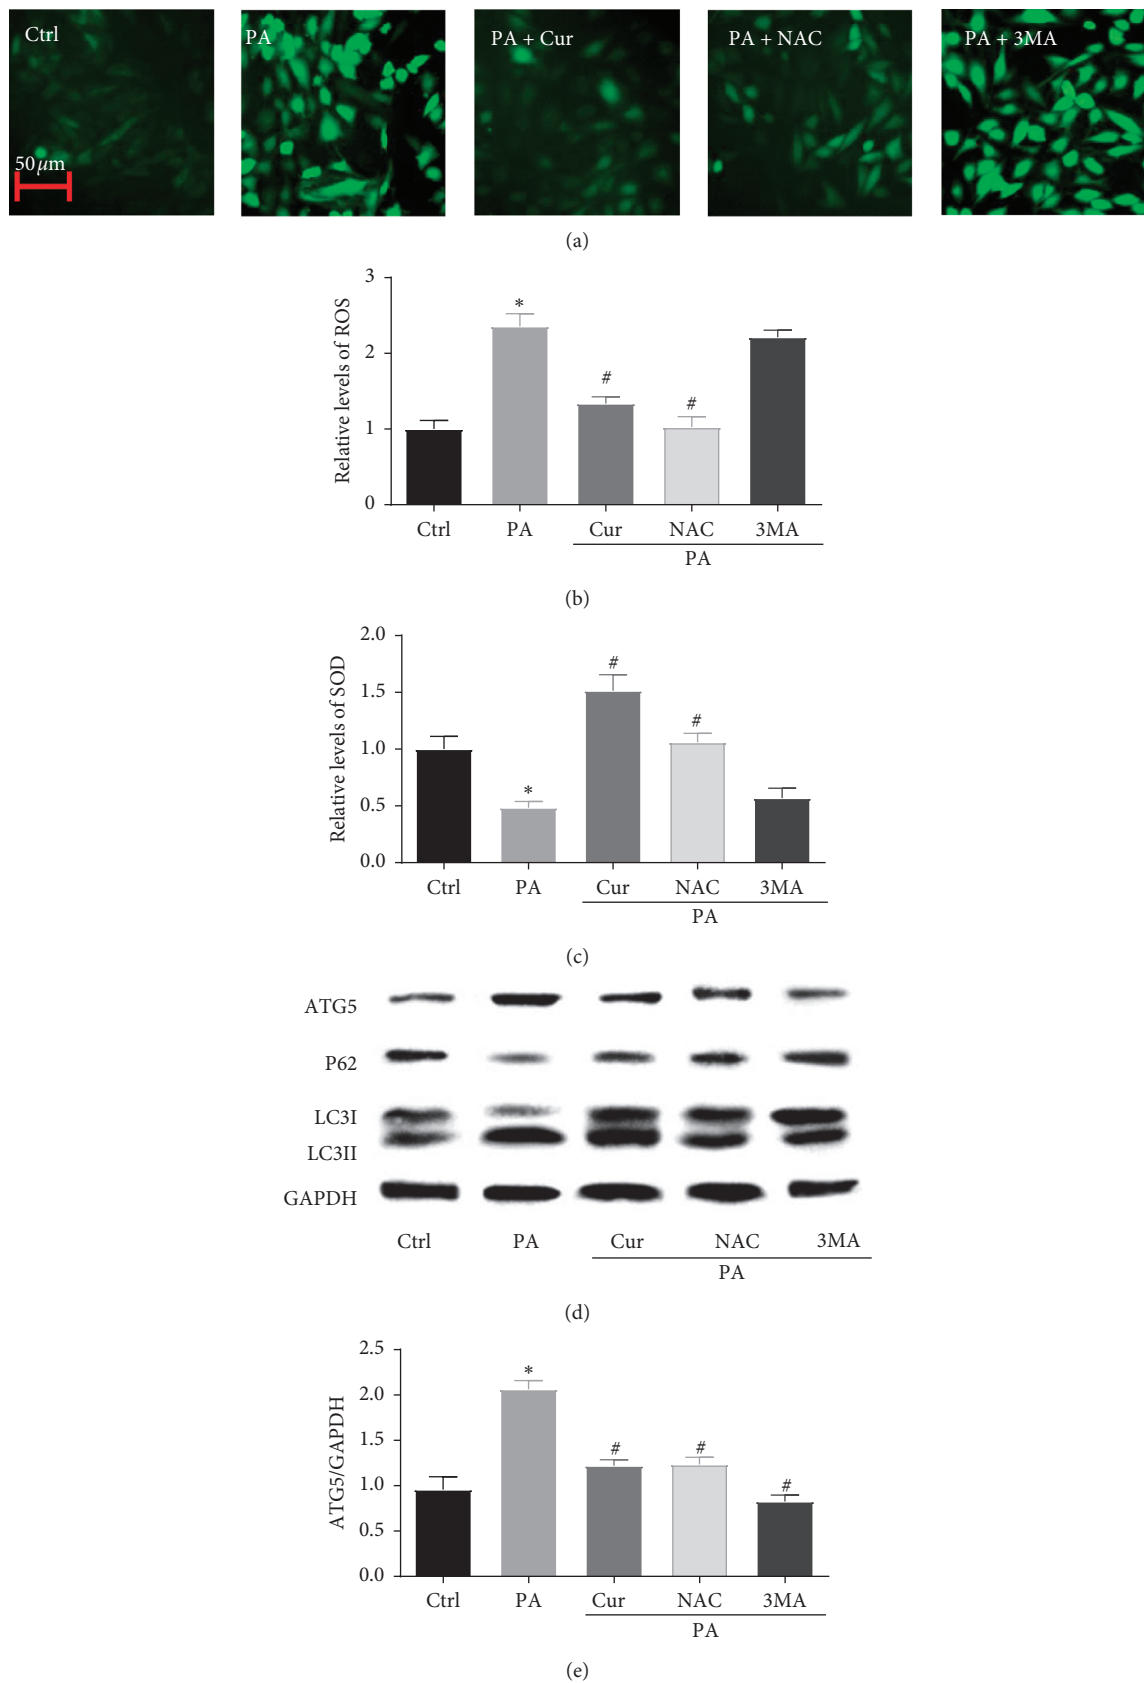 Ctrl PA PA + Cur PA + NAC PA + 3MA
50 μm
(a)
Relative levels of ROS
3
2
1
0
* # #
Ctrl PA Cur NAC 3MA
PA
(b)
Relative levels of SOD
2.0
1.5
1.0
0.5
0.0
* # #
Ctrl PA Cur NAC 3MA
PA
(c)
ATG5
P62
LC3I
LC3II
GAPDH
Ctrl PA Cur NAC 3MA
PA
(d)
ATG5/GAPDH
2.5
2.0
1.5
1.0
0.5
0.0
* # # #
Ctrl PA Cur NAC 3MA
PA
(e)